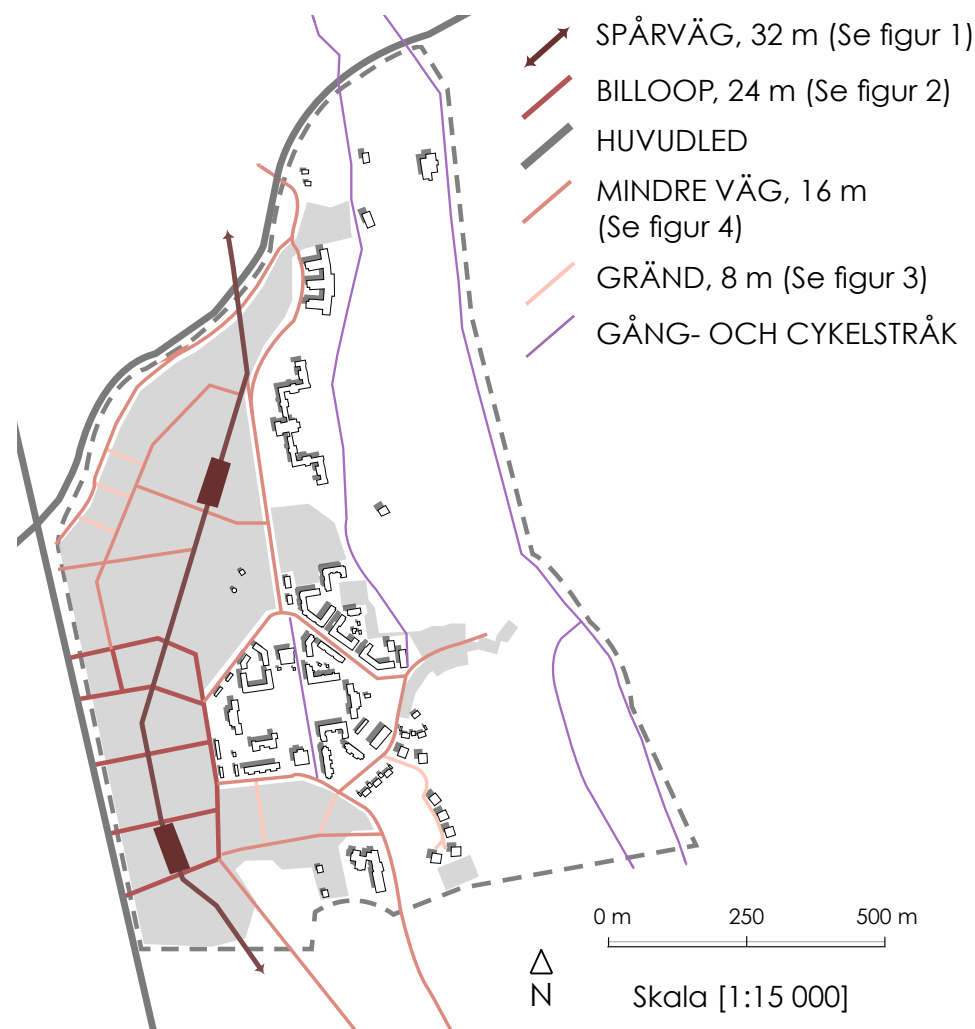 SPÅRVÄG, 32 m (Se figur 1)
BILLOOP, 24 m (Se figur 2)
HUVUDLED
MINDRE VÄG, 16 m
(Se figur 4)
GRÄND, 8 m (Se figur 3)
GÅNG- OCH CYKELSTRÅK
0 m 250 500 m
N
Skala [1:15 000]